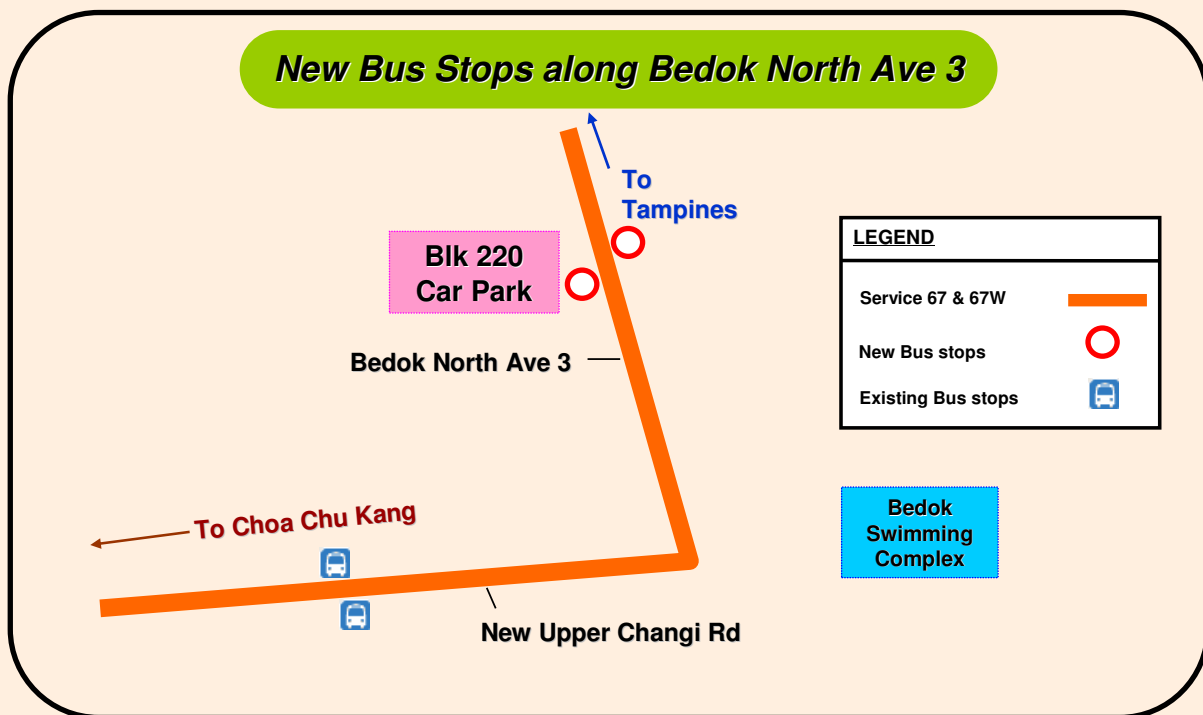 New Bus Stops along Bedok North Ave 3
To
Tampines
Blk 220
Car Park
Bedok North Ave 3
LEGEND
Service 67 & 67W
New Bus stops
Existing Bus stops
To Choa Chu Kang
Bedok
Swimming
Complex
New Upper Changi Rd